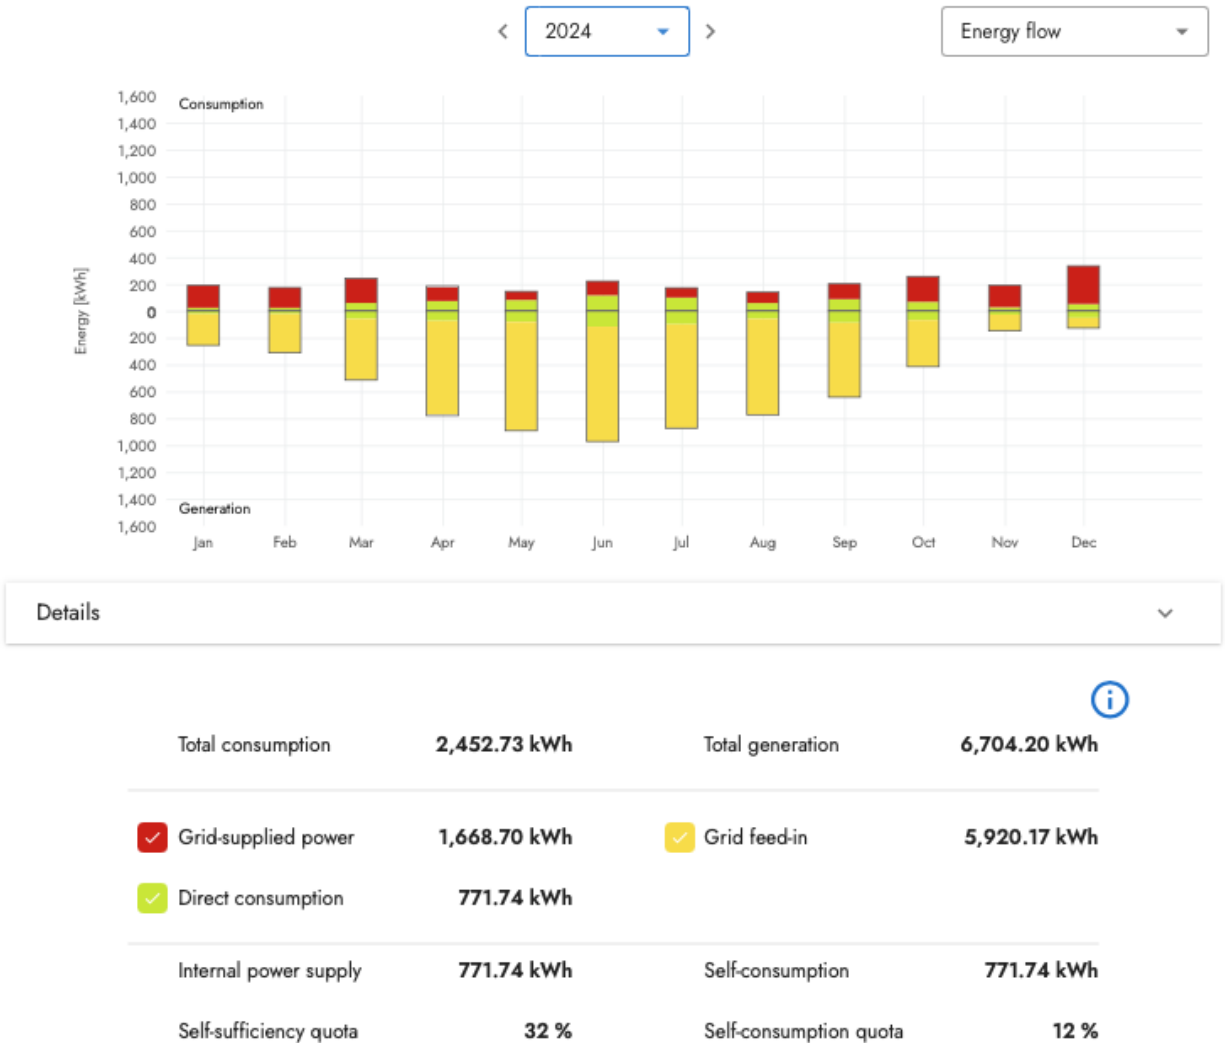 2024
Energy flow
Consumption
1,600
1,400
1,200
1,000
800
600
400
200
0
200
400
600
800
1,000
1,200
1,400
1,600
Energy [kWh]
Generation
Jan Feb Mar Apr May Jun Jul Aug Sep Oct Nov Dec
Details
Total consumption 2,452.73 kWh Total generation 6,704.20 kWh
Grid-supplied power 1,668.70 kWh Grid feed-in 5,920.17 kWh
Direct consumption 771.74 kWh
Internal power supply 771.74 kWh Self-consumption 771.74 kWh
Self-sufficiency quota 32 % Self-consumption quota 12 %